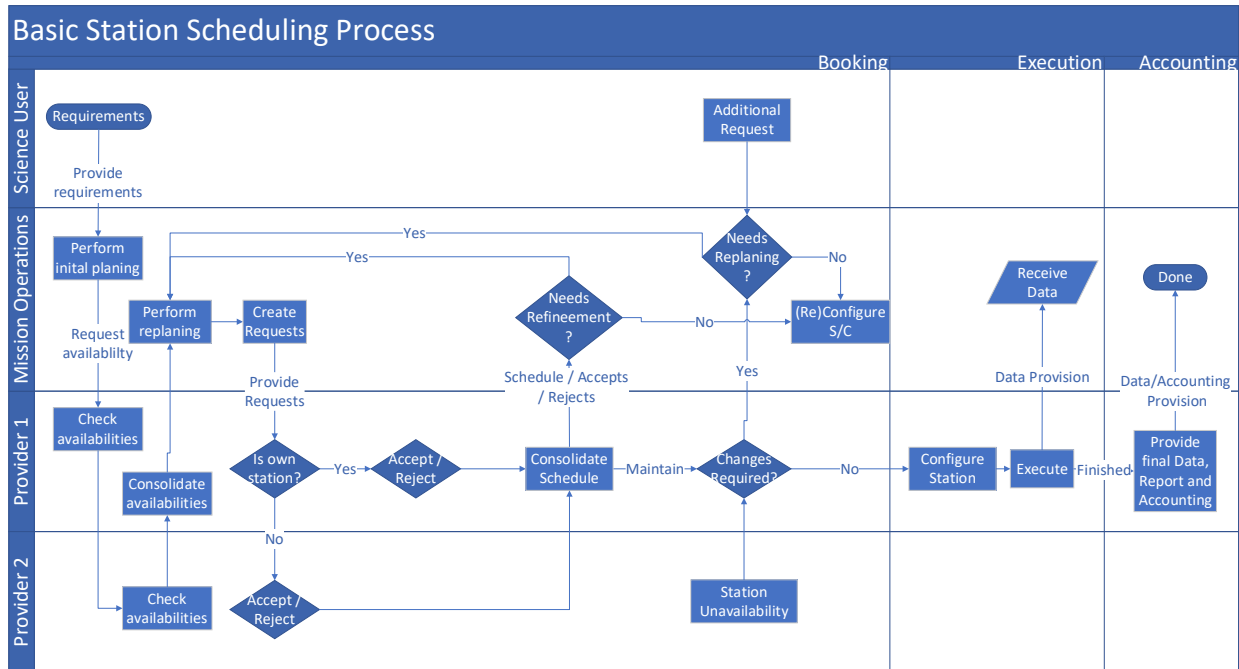 Basic Station Scheduling Process
Booking
Execution
Accounting
Science User
Requirements
Provide
requirements
Additional
Request
Mission Operations
Perform
inital planing
Request
availablilty
Perform
replaning
Create
Requests
Provide
Requests
Yes
Yes
Needs
Refineement
?
Schedule / Accepts
/ Rejects
No
Needs
Replaning
?
No
(Re)Configure
S/C
Yes
Receive
Data
Data Provision
Done
Data/Accounting
Provision
Provider 1
Check
availabilities
Consolidate
availabilities
Is own
station?
Yes
Accept /
Reject
Consolidate
Schedule
Maintain
Changes
Required?
No
Configure
Station
Execute
Finished
Provide
final Data,
Report and
Accounting
No
Provider 2
Check
availabilities
Accept /
Reject
Station
Unavailability